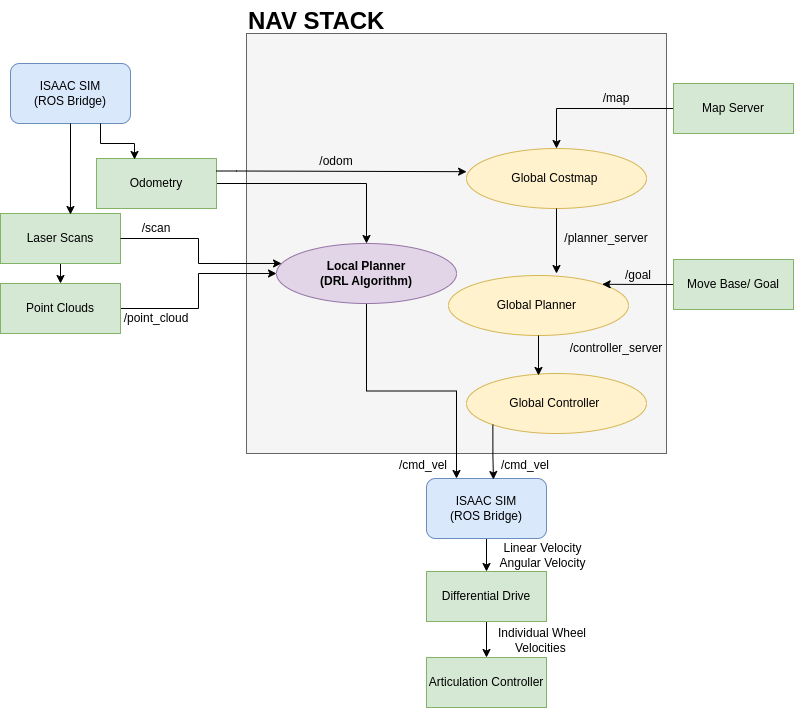 NAV STACK
ISAAC SIM
(ROS Bridge)
/map
Map Server
Odometry
/odom
Global Costmap
Laser Scans
/scan
/planner_server
Local Planner
(DRL Algorithm)
/goal
Move Base/ Goal
Point Clouds
/point_cloud
Global Planner
/controller_server
Global Controller
/cmd_vel
/cmd_vel
ISAAC SIM
(ROS Bridge)
Linear Velocity
Angular Velocity
Differential Drive
Individual Wheel
Velocities
Articulation Controller